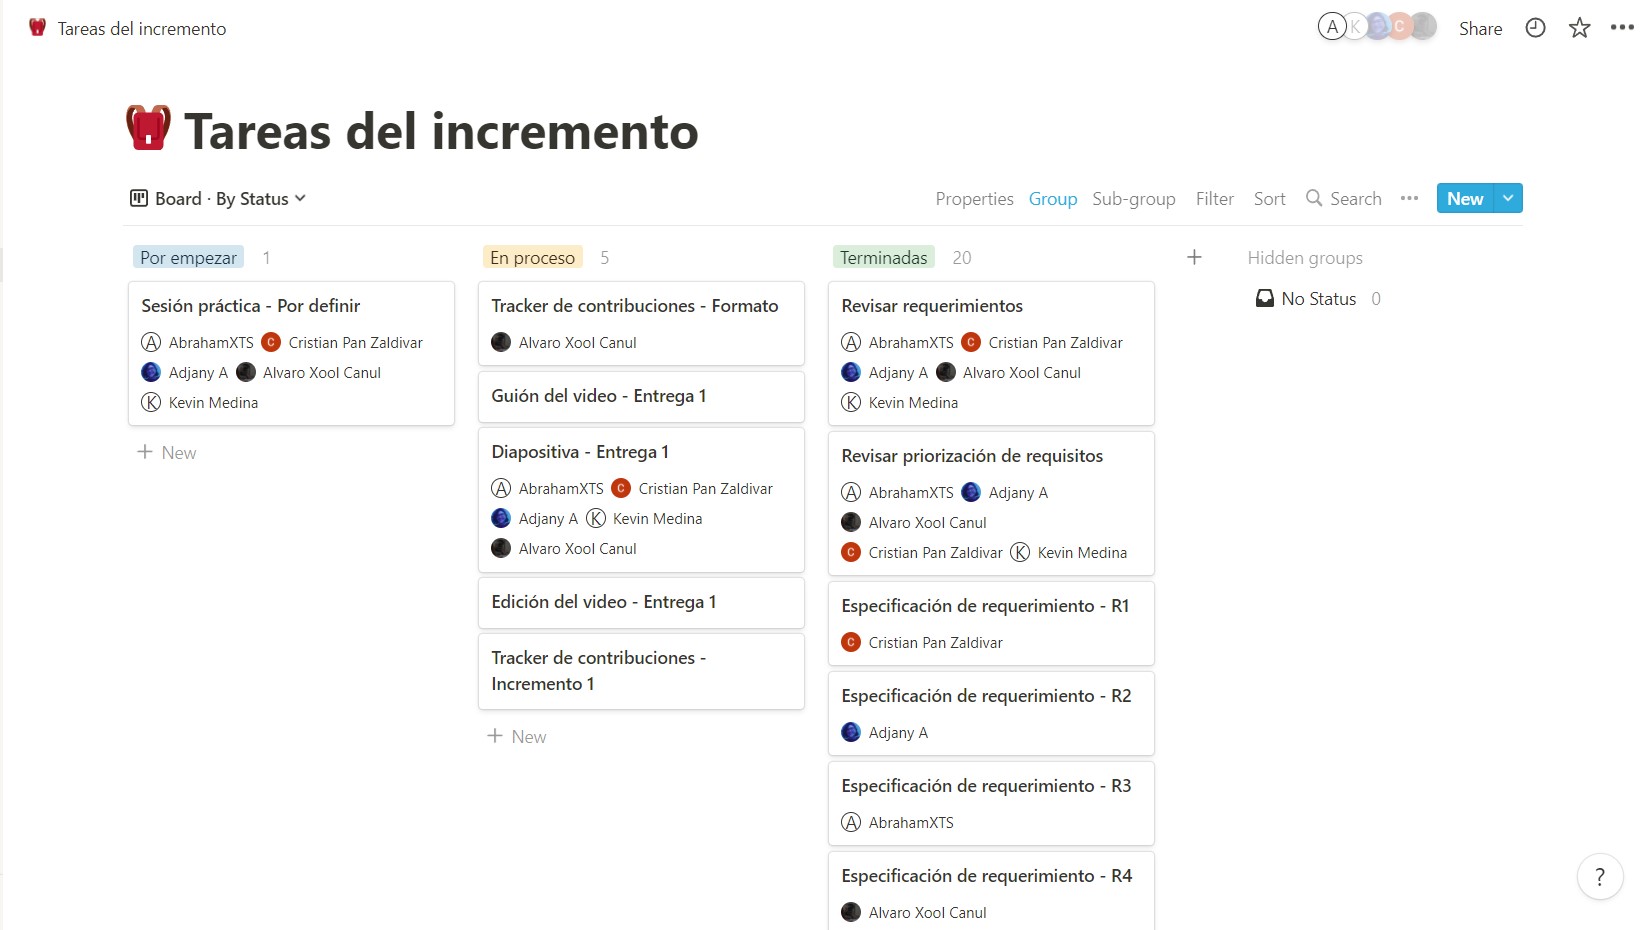 Tareas del incremento
A K C Share
Tareas del incremento
Board · By Status
Properties Group Sub-group Filter Sort Search New
Por empezar 1
Sesión práctica - Por definir
A AbrahamXTS C Cristian Pan Zaldivar
Adjany A Alvaro Xool Canul
K Kevin Medina
+ New
En proceso 5
Tracker de contribuciones - Formato
Alvaro Xool Canul
Guión del video - Entrega 1
Diapositiva - Entrega 1
A AbrahamXTS C Cristian Pan Zaldivar
Adjany A K Kevin Medina
Alvaro Xool Canul
Edición del video - Entrega 1
Tracker de contribuciones -
Incremento 1
+ New
Terminadas 20
Revisar requerimientos
A AbrahamXTS C Cristian Pan Zaldivar
Adjany A Alvaro Xool Canul
K Kevin Medina
Revisar priorización de requisitos
A AbrahamXTS Adjany A
Alvaro Xool Canul
C Cristian Pan Zaldivar K Kevin Medina
Especificación de requerimiento - R1
C Cristian Pan Zaldivar
Especificación de requerimiento - R2
Adjany A
Especificación de requerimiento - R3
A AbrahamXTS
Especificación de requerimiento - R4
Alvaro Xool Canul
+
Hidden groups
No Status 0
?